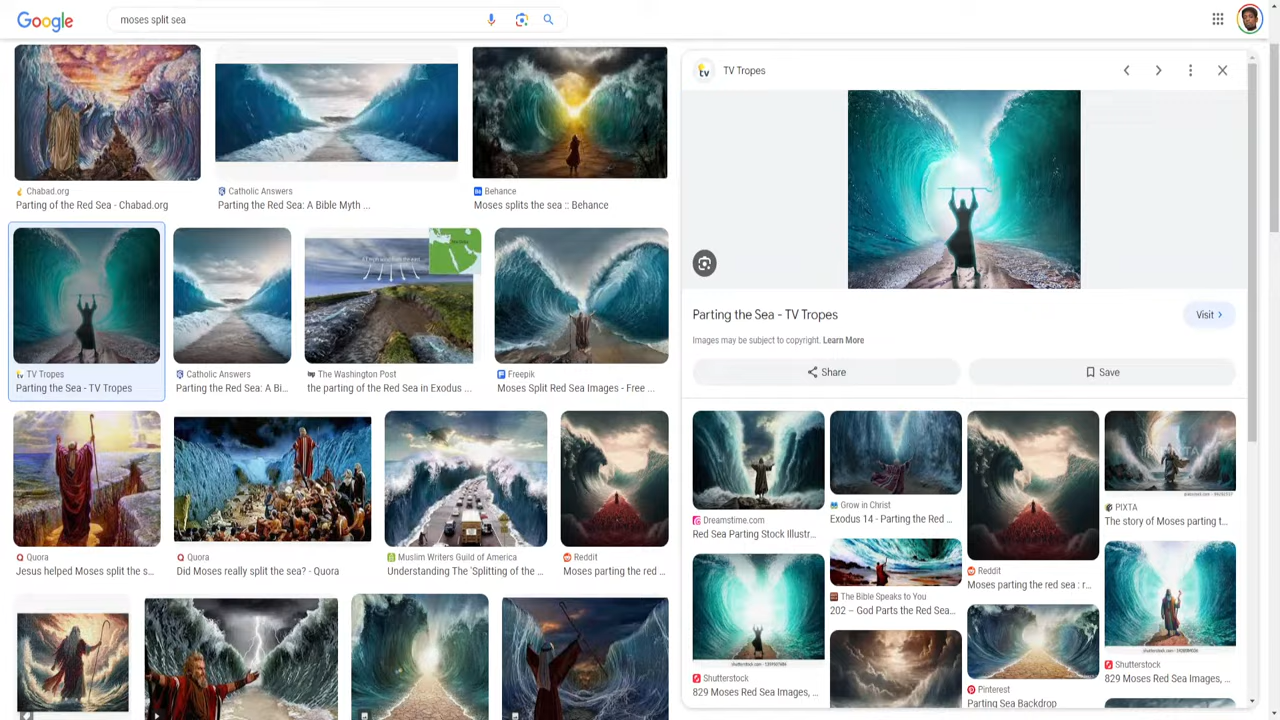 Google
moses split sea
Chabad.org
Parting of the Red Sea - Chabad.org
Catholic Answers
Parting the Red Sea: A Bible Myth ...
Behance
Moses splits the sea :: Behance
TV Tropes
Parting the Sea - TV Tropes
Catholic Answers
Parting the Red Sea: A Bi...
The Washington Post
the parting of the Red Sea in Exodus ...
Freepik
Moses Split Red Sea Images - Free ...
Quora
Jesus helped Moses split the s...
Quora
Did Moses really split the sea? - Quora
Muslim Writers Guild of America
Understanding The 'Splitting of the ...
Reddit
Moses parting the red ...
tv
TV Tropes
Parting the Sea - TV Tropes
Visit
Images may be subject to copyright. Learn More
Share
Save
Dreamstime.com
Red Sea Parting Stock Illustr...
Grow in Christ
Exodus 14 - Parting the Red ...
Reddit
Moses parting the red sea : r...
PIXTA
The story of Moses parting t...
The Bible Speaks to You
202 – God Parts the Red Sea...
Shutterstock
829 Moses Red Sea Images, ...
Pinterest
Parting Sea Backdrop
Shutterstock
829 Moses Red Sea Images, ...